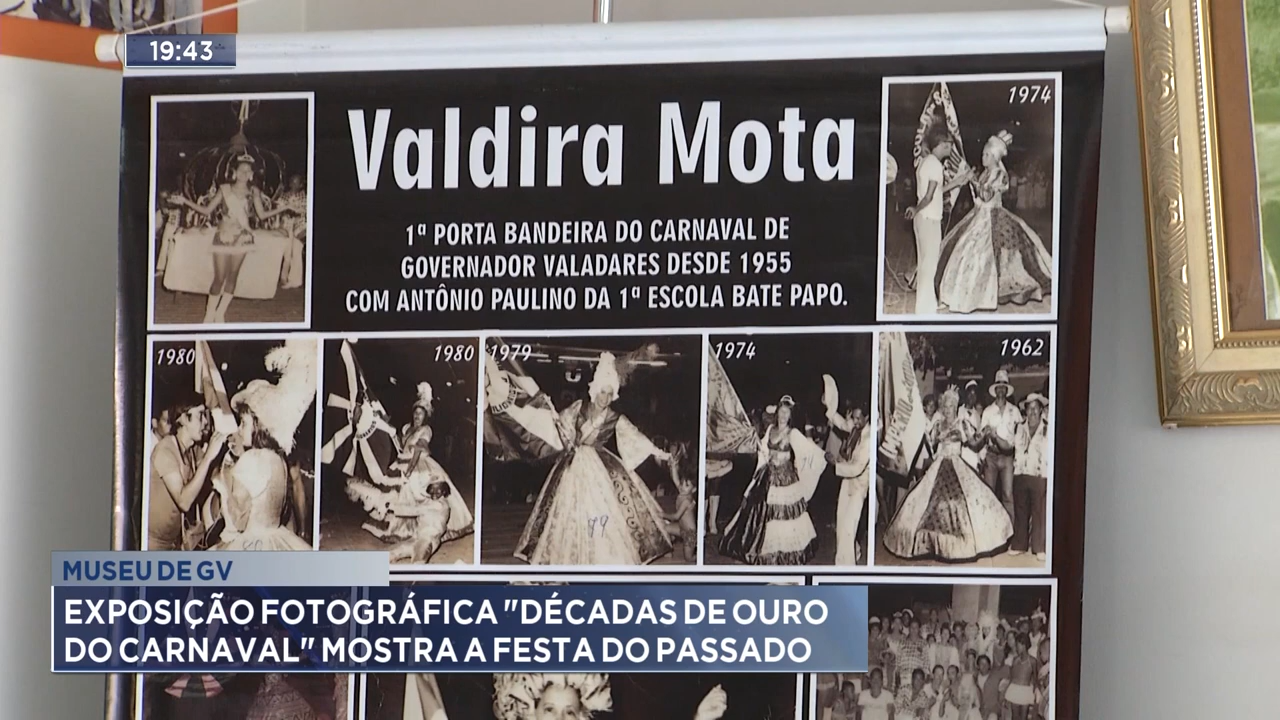 19:43
Valdira Mota
1974
1ª PORTA BANDEIRA DO CARNAVAL DE
GOVERNADOR VALADARES DESDE 1955
COM ANTÔNIO PAULINO DA 1ª ESCOLA BATE PAPO.
1980
1980
1979
1974
1962
79
MUSEU DE GV
EXPOSIÇÃO FOTOGRÁFICA "DÉCADAS DE OURO
DO CARNAVAL" MOSTRA A FESTA DO PASSADO